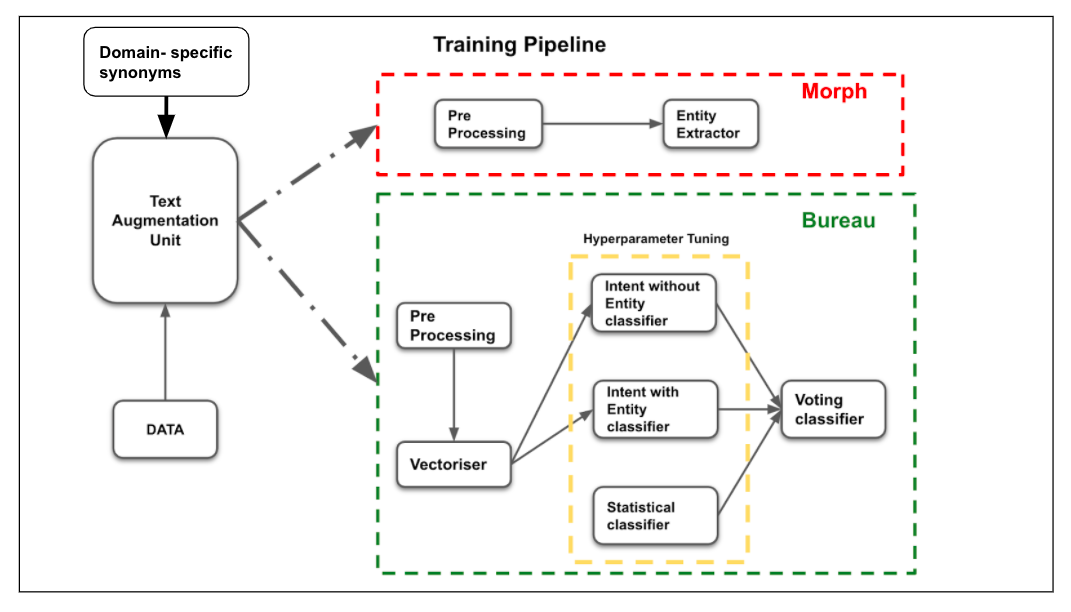 Domain- specific
synonyms
Training Pipeline
Morph
Pre
Processing
Entity
Extractor
Text
Augmentation
Unit
Bureau
Hyperparameter Tuning
Intent without
Entity
classifier
Pre
Processing
Intent with
Entity
classifier
Voting
classifier
DATA
Vectoriser
Statistical
classifier